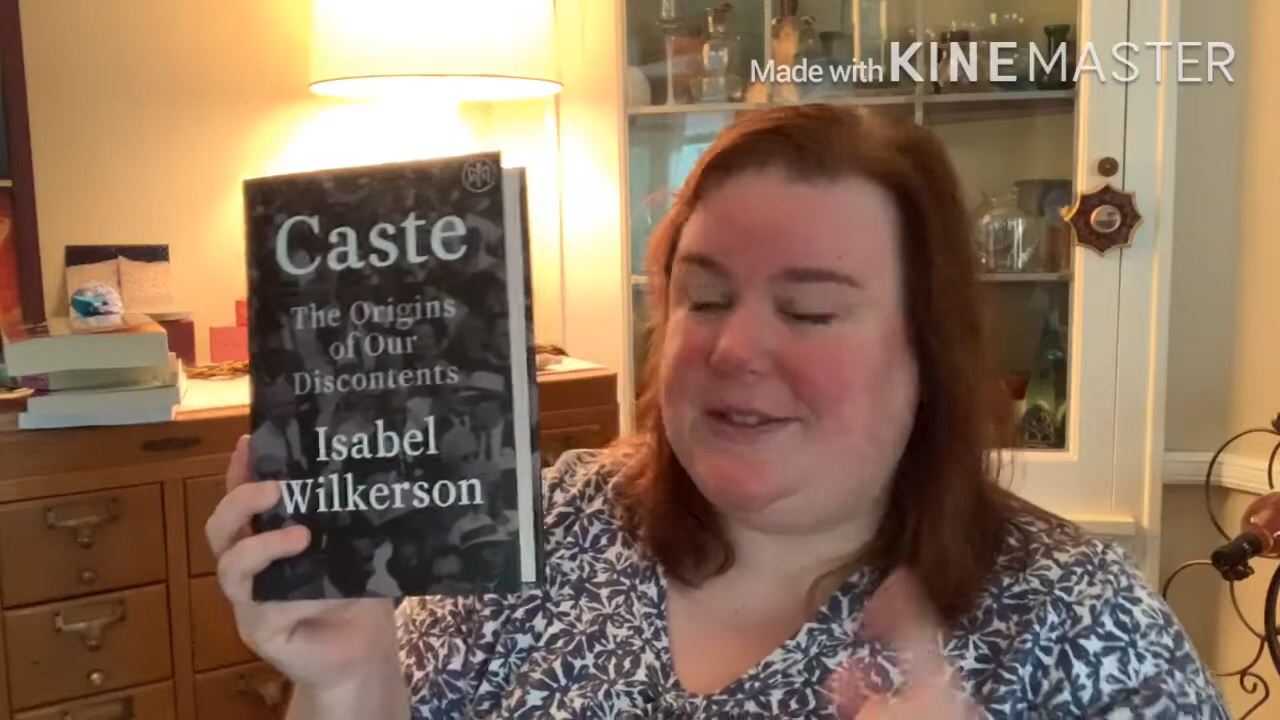 Made with KINEMASTER
Caste
The Origins
of Our
Discontents
Isabel
Wilkerson